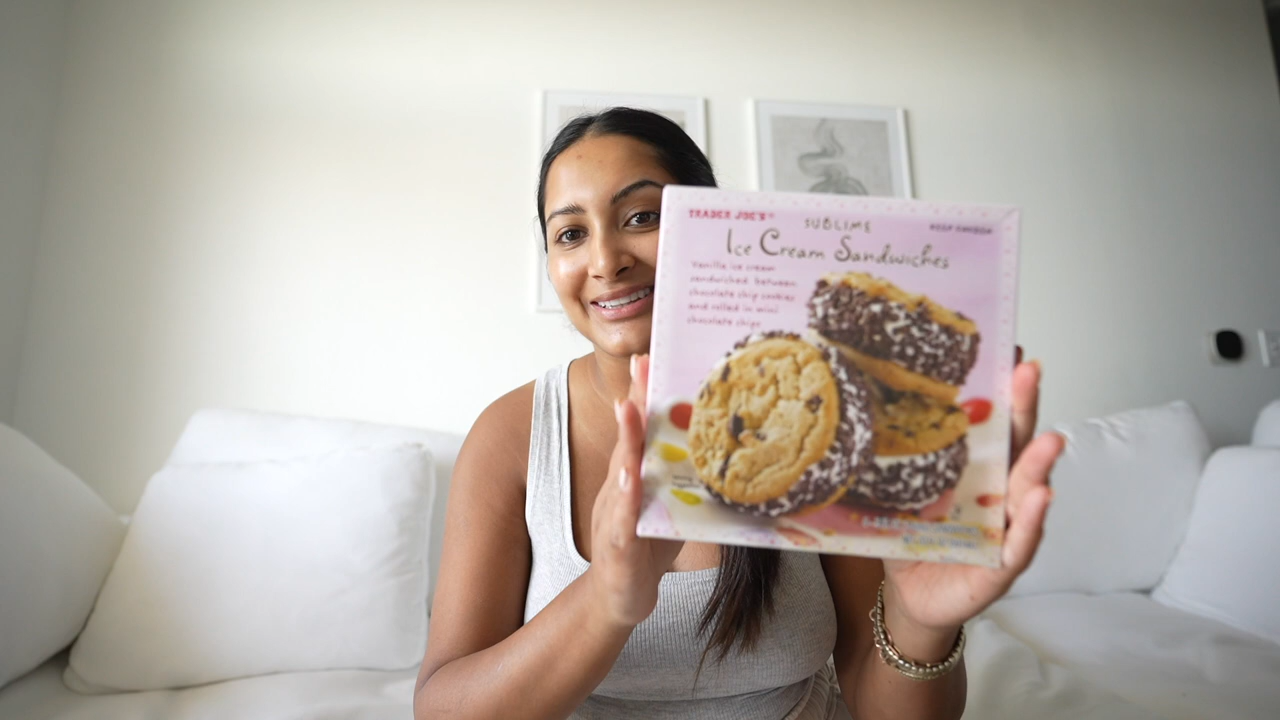 TRADER JOE'S
SUBLIME
KEEP FROZEN
Ice Cream Sandwiches
Vanilla ice cream
sandwiched between
chocolate chip cookies
and rolled in mini
chocolate chips